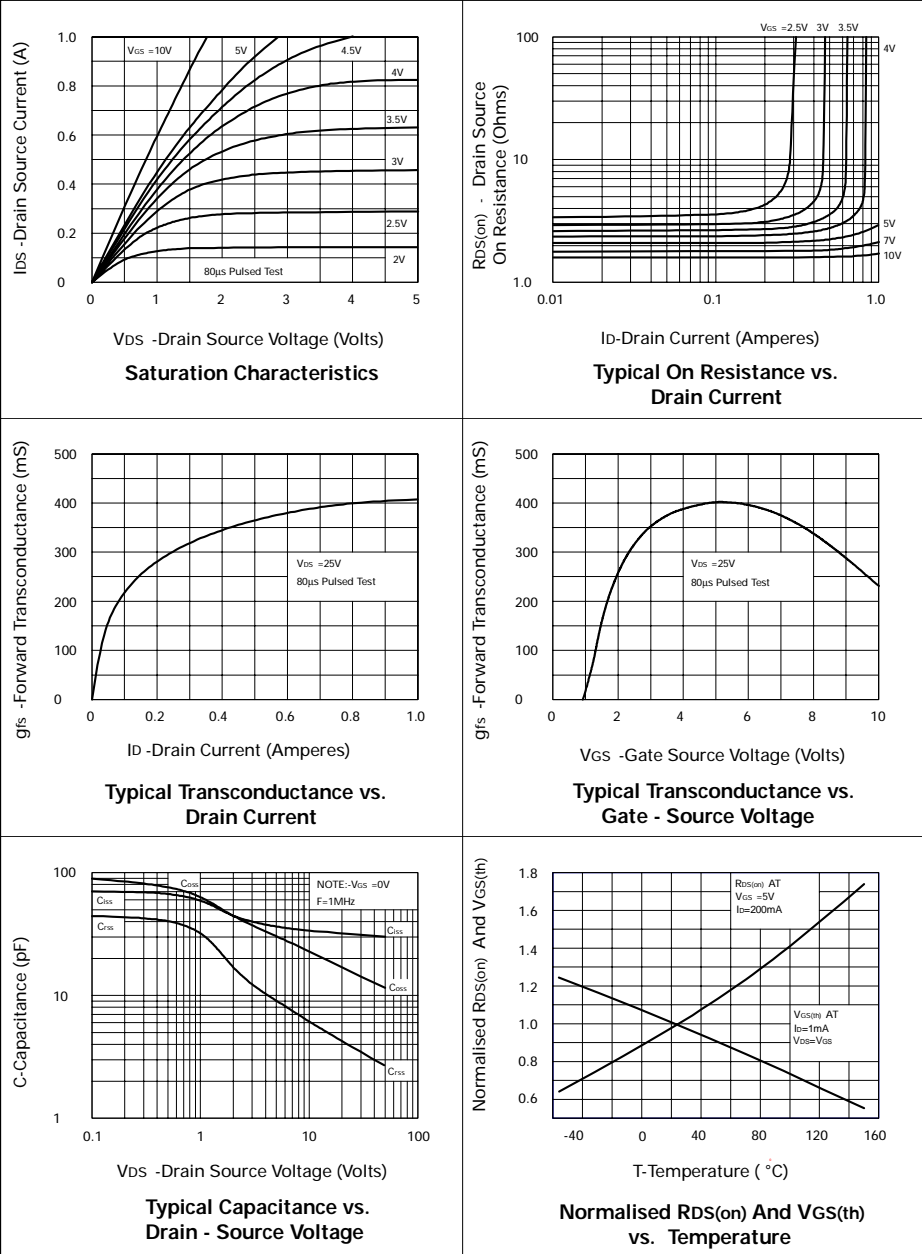 IDS -Drain Source Current (A)
1.0
0.8
0.6
0.4
0.2
0
VGS =10V
5V
4.5V
4V
3.5V
3V
2.5V
2V
80µs Pulsed Test
0 1 2 3 4 5
VDS -Drain Source Voltage (Volts)
Saturation Characteristics
RDS(on) - Drain Source
On Resistance (Ohms)
100
10
1.0
VGS =2.5V 3V 3.5V
4V
5V
7V
10V
0.01 0.1 1.0
ID-Drain Current (Amperes)
Typical On Resistance vs.
Drain Current
gfs -Forward Transconductance (mS)
500
400
300
200
100
0
VDS =25V
80µs Pulsed Test
0 0.2 0.4 0.6 0.8 1.0
ID -Drain Current (Amperes)
Typical Transconductance vs.
Drain Current
gfs -Forward Transconductance (mS)
500
400
300
200
100
0
VDS =25V
80µs Pulsed Test
0 2 4 6 8 10
VGS -Gate Source Voltage (Volts)
Typical Transconductance vs.
Gate - Source Voltage
C-Capacitance (pF)
100
10
1
Coss
Ciss
Crss
NOTE:-VGS =0V
F=1MHz
Ciss
Coss
Crss
0.1 1 10 100
VDS -Drain Source Voltage (Volts)
Typical Capacitance vs.
Drain - Source Voltage
Normalised RDS(on) And VGS(th)
1.8
1.6
1.4
1.2
1.0
0.8
0.6
RDS(on) AT
VGS =5V
ID=200mA
VGS(th) AT
ID=1mA
VDS=VGS
-40 0 40 80 120 160
T-Temperature ( °C)
Normalised RDS(on) And VGS(th)
vs. Temperature